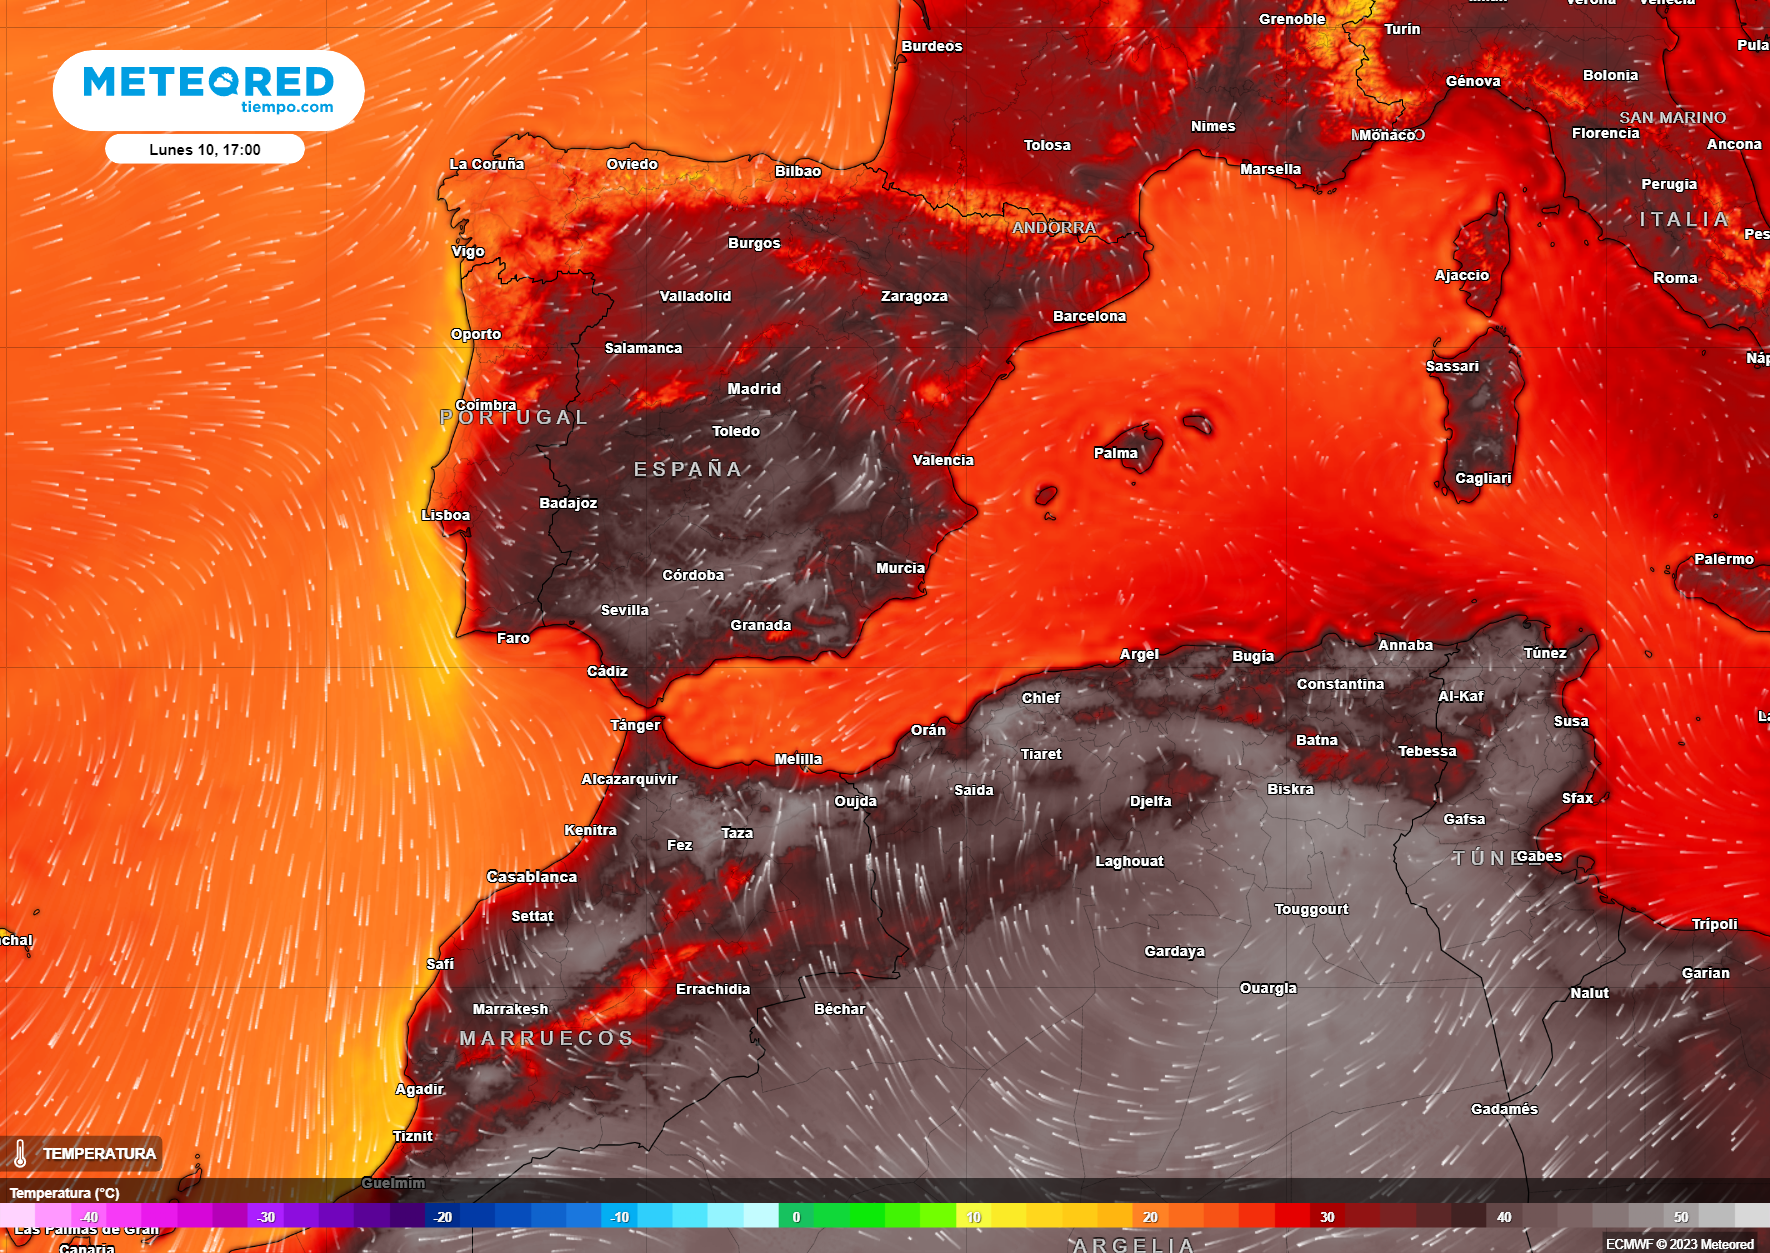 METEORED
tiempo.com
Lunes 10, 17:00
Burdeos
Grenoble
Turín
Génova
Bolonia
SAN MARINO
Florencia
Ancona
Nimes
Mónaco
Tolosa
Marsella
Perugia
ITALIA
Roma
La Coruña
Oviedo
Bilbao
ANDORRA
Vigo
Burgos
Ajaccio
Valladolid
Zaragoza
Barcelona
Oporto
Salamanca
Sassari
Madrid
Coímbra
PORTUGAL
Toledo
Palma
ESPAÑA
Valencia
Cagliari
Badajoz
Lisboa
Murcia
Palermo
Córdoba
Sevilla
Granada
Faro
Cádiz
Argel
Bugía
Annaba
Túnez
Constantina
Al-Kaf
Chlef
Tánger
Orán
Susa
Batna
Tebessa
Tiaret
Melilla
Alcazarquivir
Saida
Biskra
Oujda
Djelfa
Sfax
Gafsa
Kenitra
Taza
Fez
Laghouat
TÚNEZ
Gabes
Casablanca
Settat
Touggourt
Trípoli
chal
Gardaya
Safí
Garian
Errachidia
Ouargla
Nalut
Marrakesh
Béchar
MARRUECOS
Agadir
Gadamés
Tiznit
TEMPERATURA
Guelmim
Temperatura (°C)
-40 -30 -20 -10 0 10 20 30 40 50
Las Palmas de Gran
Canaria
ARGELIA
ECMWF © 2023 Meteored